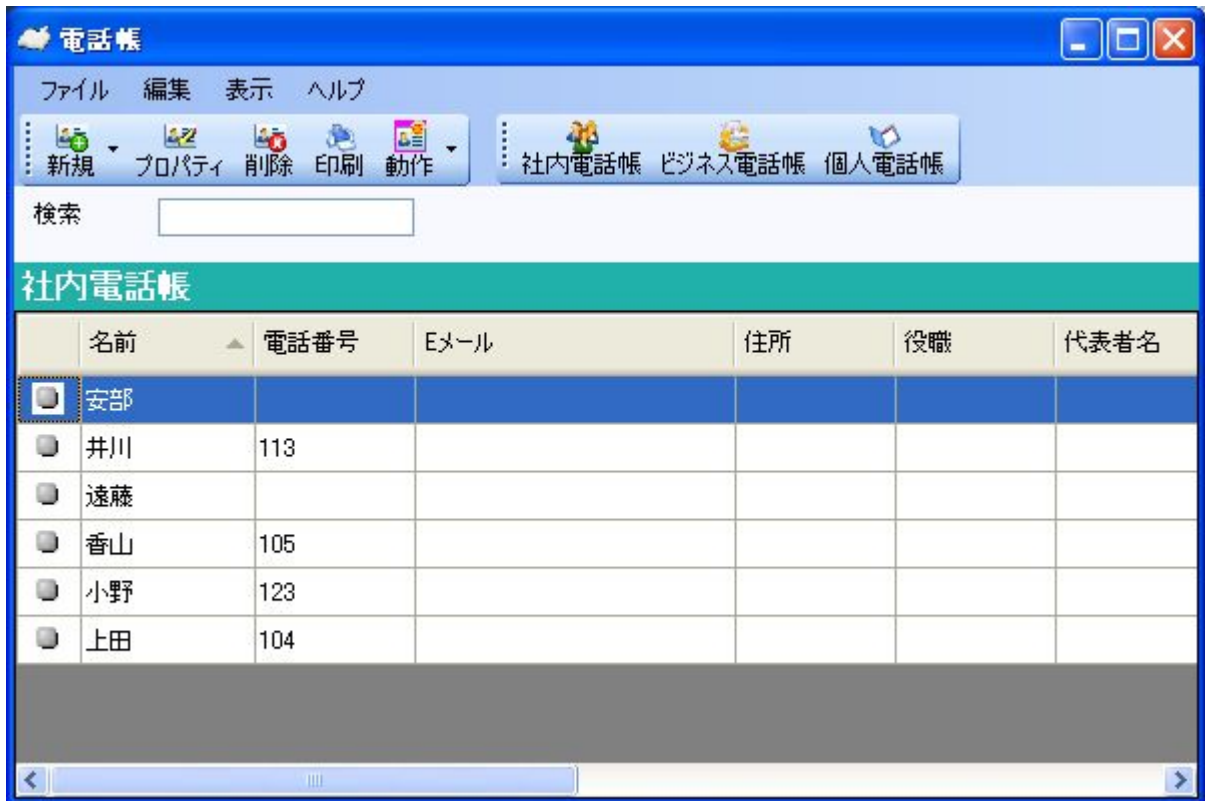 電話帳
ファイル 編集 表示 ヘルプ
新規 プロパティ 削除 印刷 動作 社内電話帳 ビジネス電話帳 個人電話帳
検索
社内電話帳
名前 電話番号 Eメール 住所 役職 代表者名
安部
井川 113
遠藤
香山 105
小野 123
上田 104